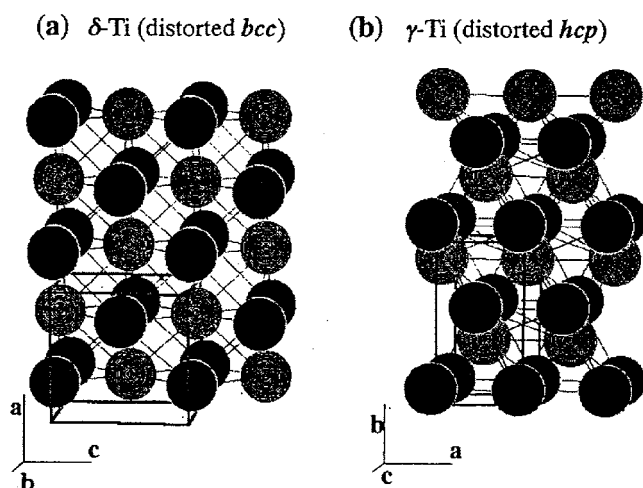 (a) δ-Ti (distorted bcc)
(b) γ-Ti (distorted hcp)
a
c
b
b
a
c